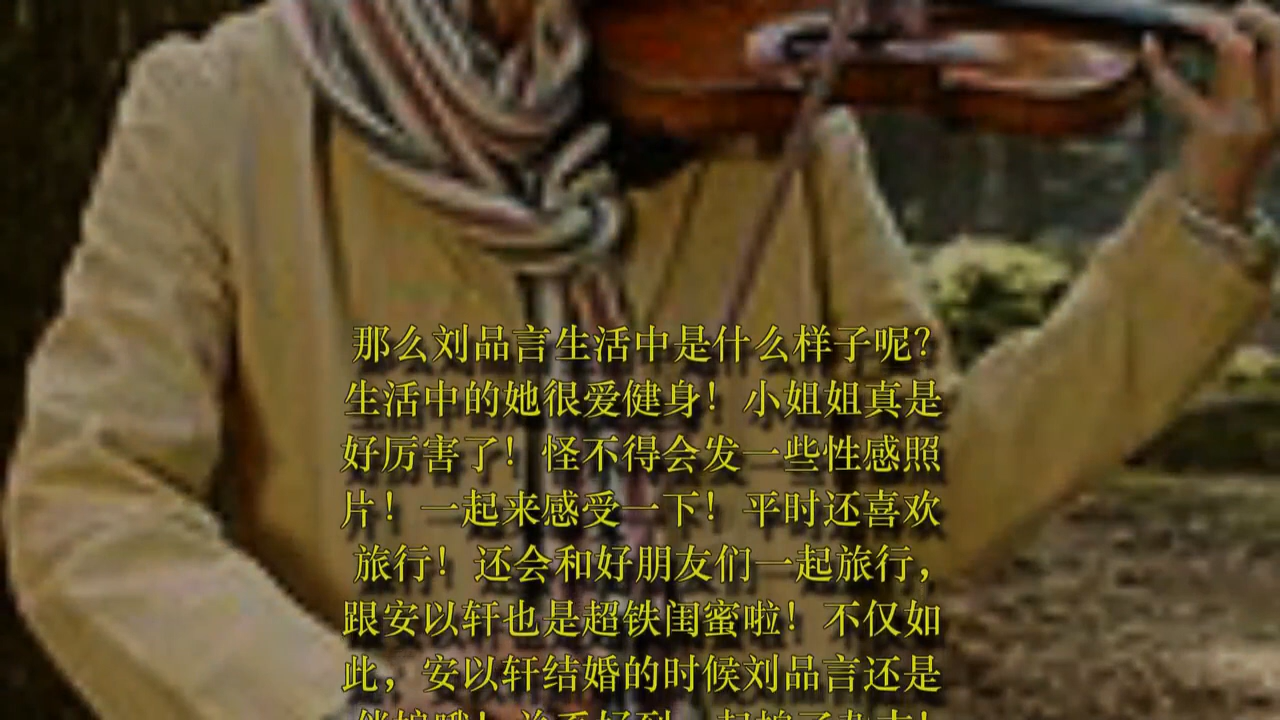 那么刘品言生活中是什么样子呢？
生活中的她很爱健身！小姐姐真是
好厉害了！怪不得会发一些性感照
片！一起来感受一下！平时还喜欢
旅行！还会和好朋友们一起旅行，
跟安以轩也是超铁闺蜜啦！不仅如
此，安以轩结婚的时候刘品言还是